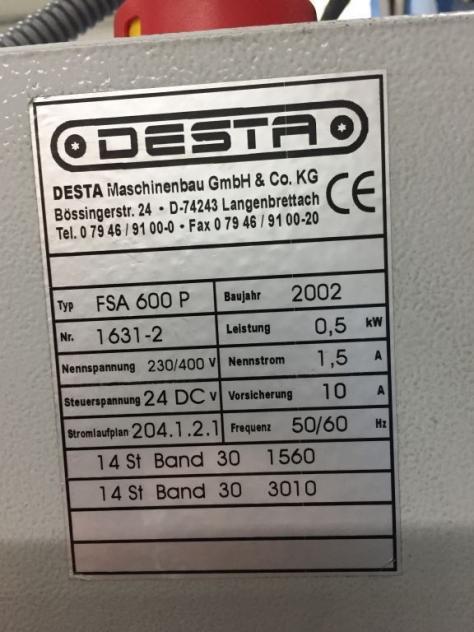 DESTA
DESTA Maschinenbau GmbH & Co. KG
Bössingerstr. 24 • D-74243 Langenbrettach
Tel. 0 79 46 / 91 00-0 • Fax 0 79 46 / 91 00-20
CE
Typ FSA 600 P Baujahr 2002
Nr. 1631-2 Leistung 0,5 kW
Nennspannung 230/400 V Nennstrom 1,5 A
Steuerspannung 24 DC V Vorsicherung 10 A
Stromlaufplan 204.1.2.1 Frequenz 50/60 Hz
14 St Band 30 1560
14 St Band 30 3010